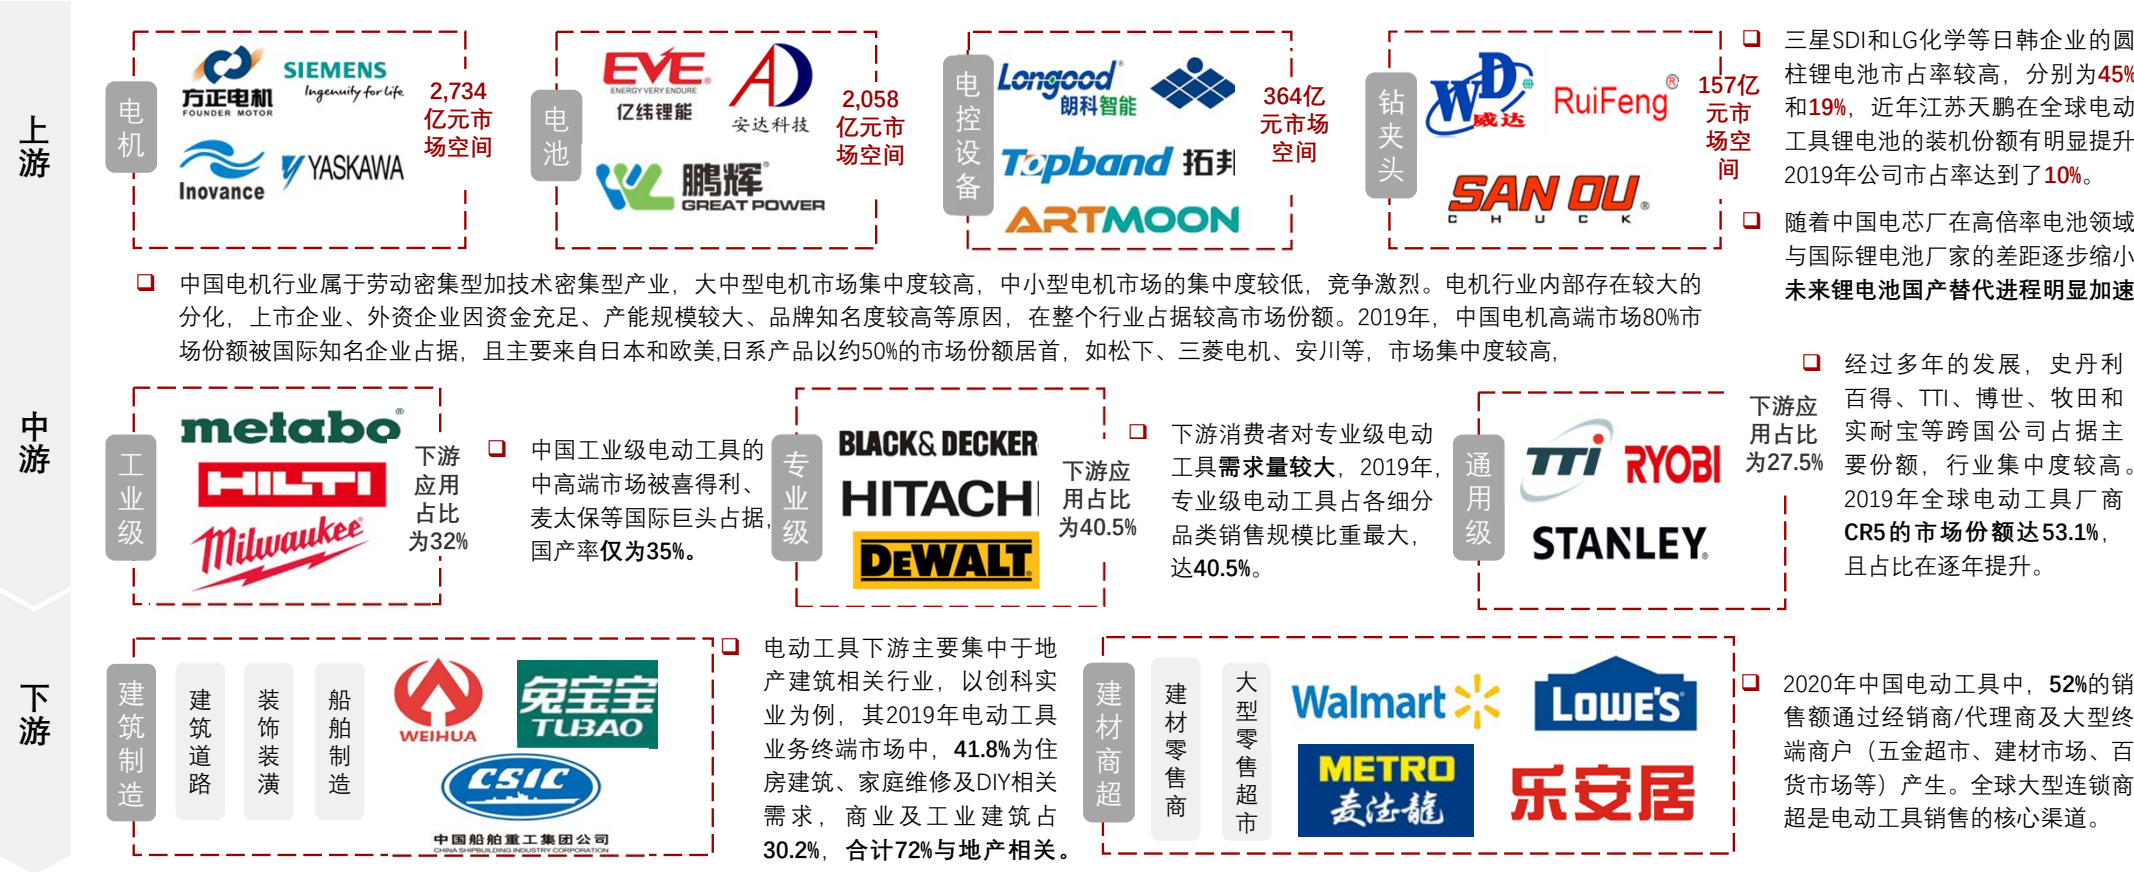 上游
电机
方正电机
FOUNDER MOTOR
SIEMENS
Ingenuity for life
Inovance
YASKAWA
2,734
亿元市
场空间
电池
EVE
ENERGY VERY ENDURE
亿纬锂能
安达科技
鹏辉
GREAT POWER
2,058
亿元市
场空间
电控设备
Longood
朗科智能
Topband 拓邦
ARTMOON
364亿
元市场
空间
钻夹头
WD
威达
RuiFeng
SAN OU
CHUCK
157亿
元市
场空
间
三星SDI和LG化学等日韩企业的圆
柱锂电池市占率较高，分别为45%
和19%，近年江苏天鹏在全球电动
工具锂电池的装机份额有明显提升
2019年公司市占率达到了10%。
随着中国电芯厂在高倍率电池领域
与国际锂电池厂家的差距逐步缩小
未来锂电池国产替代进程明显加速
中国电机行业属于劳动密集型加技术密集型产业，大中型电机市场集中度较高，中小型电机市场的集中度较低，竞争激烈。电机行业内部存在较大的
分化，上市企业、外资企业因资金充足、产能规模较大、品牌知名度较高等原因，在整个行业占据较高市场份额。2019年，中国电机高端市场80%市
场份额被国际知名企业占据，且主要来自日本和欧美,日系产品以约50%的市场份额居首，如松下、三菱电机、安川等，市场集中度较高，
中游
工业级
metabo
HILTI
Milwaukee
下游
应用
占比
为32%
中国工业级电动工具的
中高端市场被喜得利、
麦太保等国际巨头占据，
国产率仅为35%。
专业级
BLACK& DECKER
HITACHI
DEWALT
下游应
用占比
为40.5%
下游消费者对专业级电动
工具需求量较大，2019年，
专业级电动工具占各细分
品类销售规模比重最大，
达40.5%。
通用级
TTi
RYOBI
STANLEY
下游应
用占比
为27.5%
经过多年的发展，史丹利
百得、TTI、博世、牧田和
实耐宝等跨国公司占据主
要份额，行业集中度较高。
2019年全球电动工具厂商
CR5的市场份额达53.1%，
且占比在逐年提升。
下游
建筑制造
建筑道路
装饰装潢
船舶制造
WEIHUA
兔宝宝
TUBAO
CSIC
中国船舶重工集团公司
CHINA SHIPBUILDING INDUSTRY CORPORATION
电动工具下游主要集中于地
产建筑相关行业，以创科实
业为例，其2019年电动工具
业务终端市场中，41.8%为住
房建筑、家庭维修及DIY相关
需求，商业及工业建筑占
30.2%，合计72%与地产相关。
建材商超
建材零售商
大型零售超市
Walmart
LOWE'S
METRO
麦德龍
乐安居
2020年中国电动工具中，52%的销
售额通过经销商/代理商及大型终
端商户（五金超市、建材市场、百
货市场等）产生。全球大型连锁商
超是电动工具销售的核心渠道。